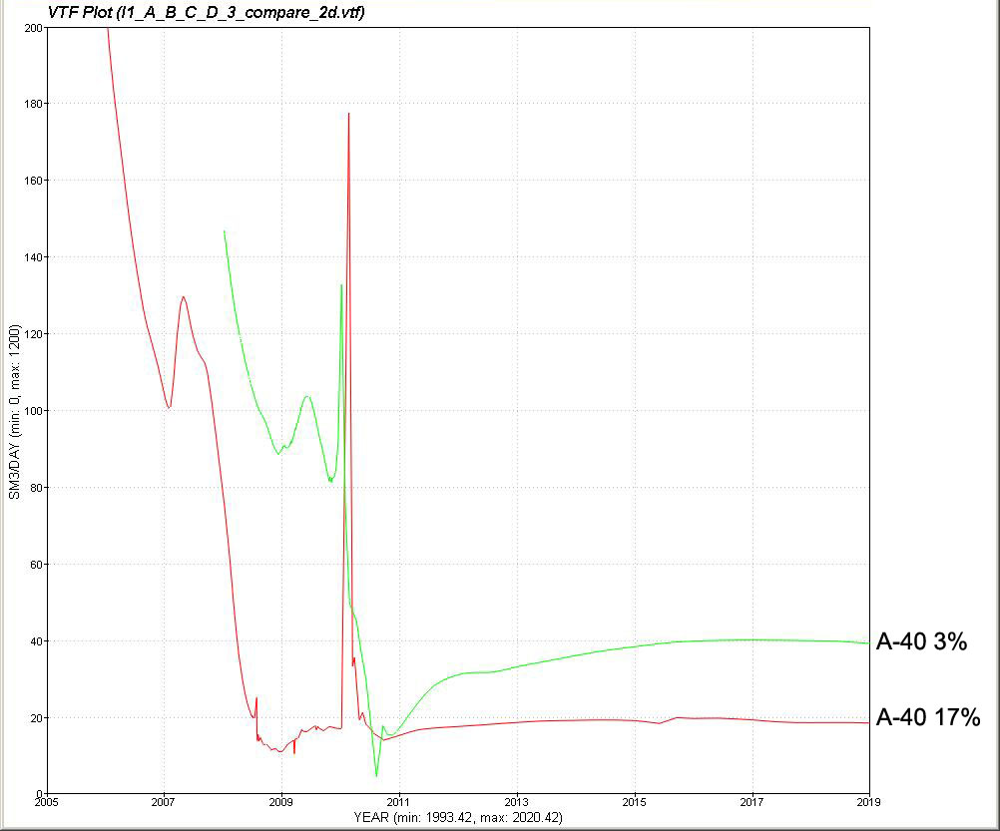 VTF Plot (I1_A_B_C_D_3_compare_2d.vtf)
200
180
160
140
120
100
80
60
40
20
0
SM3/DAY (min: 0, max: 1200)
A-40 3%
A-40 17%
2005 2007 2009 2011 2013 2015 2017 2019
YEAR (min: 1993.42, max: 2020.42)